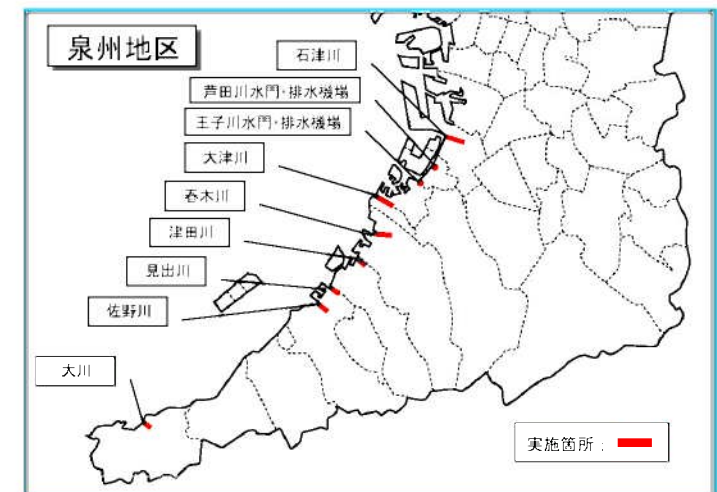 泉州地区
石津川
芦田川水門・排水機場
王子川水門・排水機場
大津川
春木川
津田川
見出川
佐野川
大川
実施箇所：